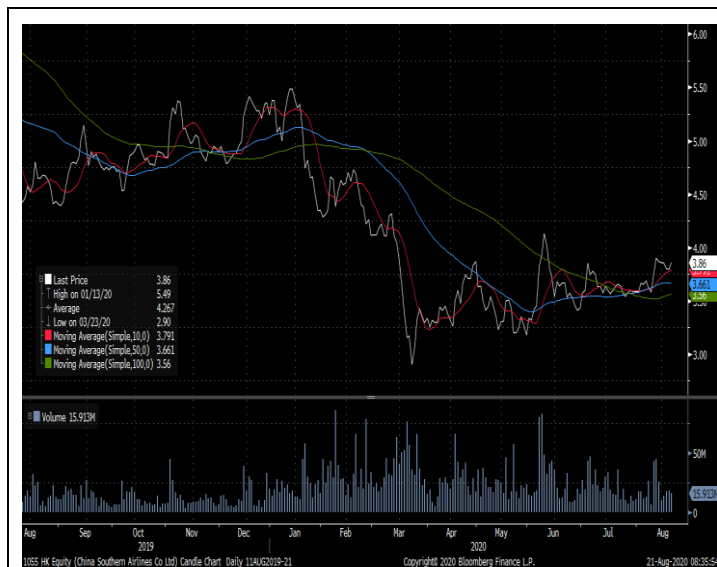 6.00
5.50
5.00
4.50
4.00
3.86
3.791
3.661
3.56
3.50
3.00
Last Price 3.86
High on 01/13/20 5.49
Average 4.267
Low on 03/23/20 2.90
Moving Average(Simple,10,0) 3.791
Moving Average(Simple,50,0) 3.661
Moving Average(Simple,100,0) 3.56
Volume 15.913M
50M
15.913M
0
Aug Sep Oct Nov Dec Jan Feb Mar Apr May Jun Jul Aug
2019 2020
1055 HK Equity (China Southern Airlines Co Ltd) Candle Chart Daily 11AUG2019-21 Copyright© 2020 Bloomberg Finance L.P. 21-Aug-2020 08:35:54